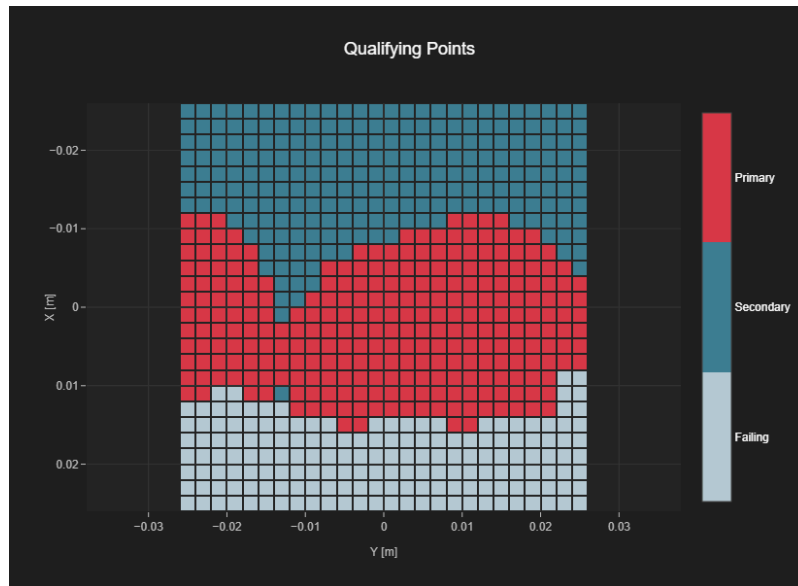 Qualifying Points
−0.02
−0.01
0
0.01
0.02
X [m]
−0.03
−0.02
−0.01
0
0.01
0.02
0.03
Y [m]
Primary
Secondary
Failing